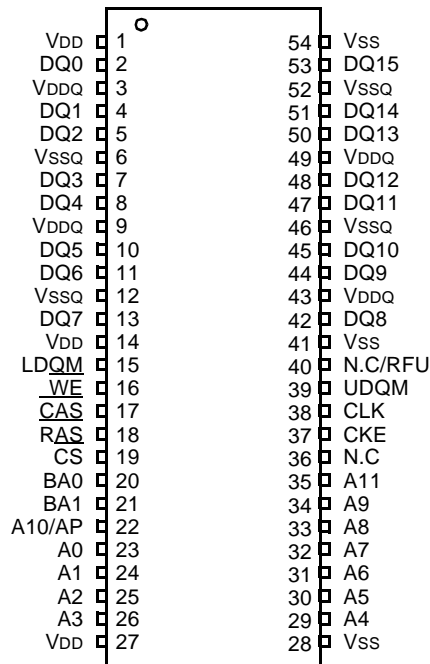 VDD 1 54 VSS
DQ0 2 53 DQ15
VDDQ 3 52 VSSQ
DQ1 4 51 DQ14
DQ2 5 50 DQ13
VSSQ 6 49 VDDQ
DQ3 7 48 DQ12
DQ4 8 47 DQ11
VDDQ 9 46 VSSQ
DQ5 10 45 DQ10
DQ6 11 44 DQ9
VSSQ 12 43 VDDQ
DQ7 13 42 DQ8
VDD 14 41 VSS
LDQM 15 40 N.C/RFU
WE 16 39 UDQM
CAS 17 38 CLK
RAS 18 37 CKE
CS 19 36 N.C
BA0 20 35 A11
BA1 21 34 A9
A10/AP 22 33 A8
A0 23 32 A7
A1 24 31 A6
A2 25 30 A5
A3 26 29 A4
VDD 27 28 VSS